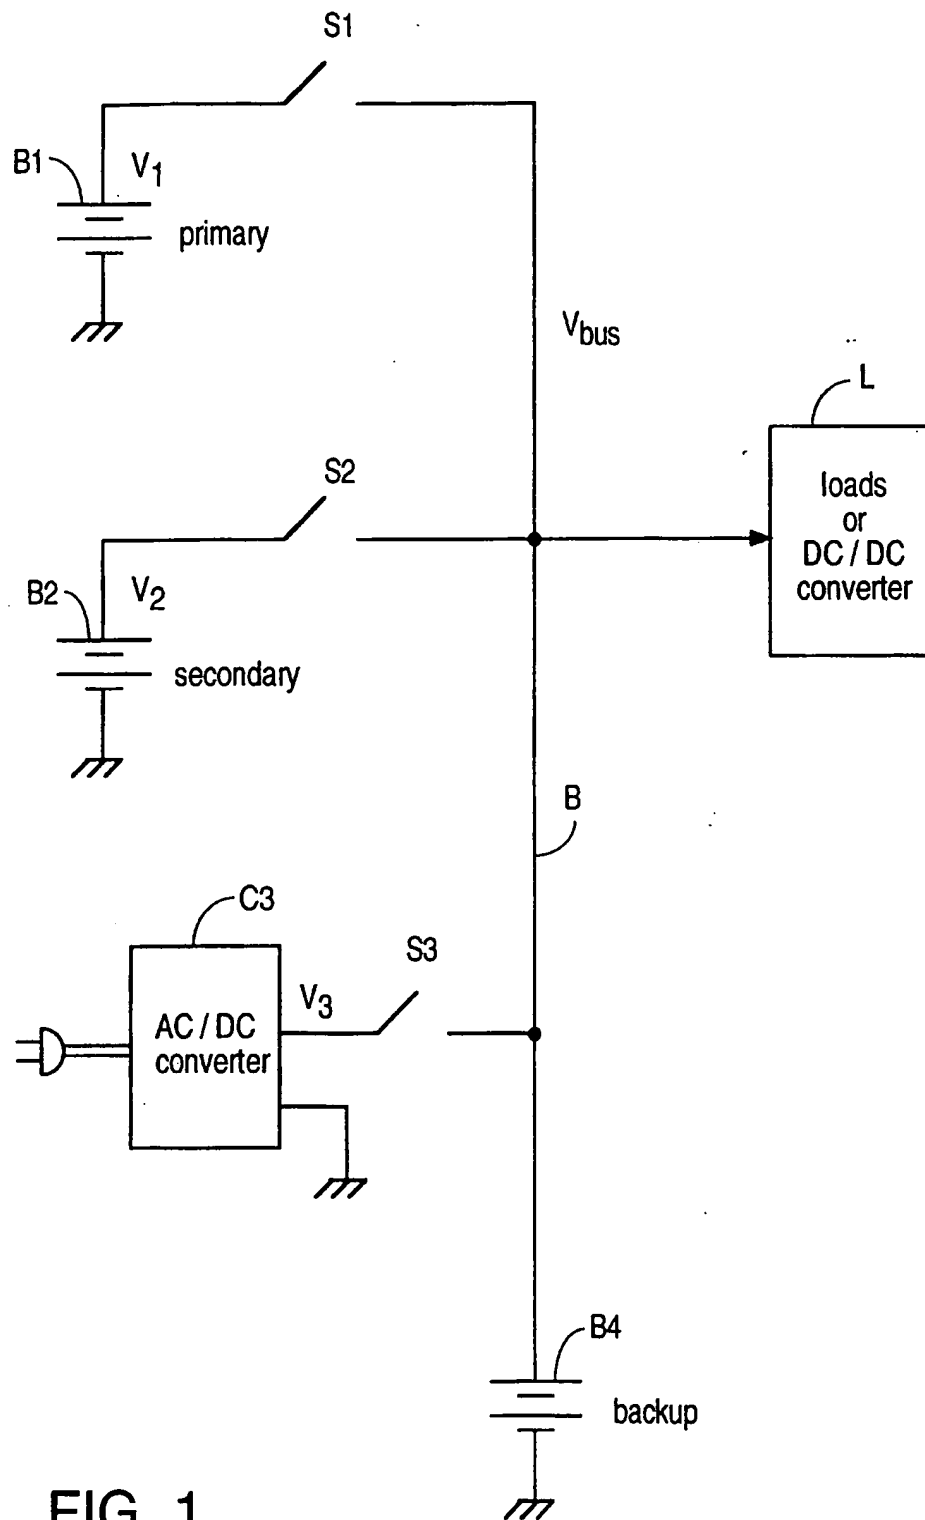 S1
B1
V1
primary
Vbus
L
loads
or
DC / DC
converter
S2
B2
V2
secondary
B
C3
S3
V3
AC / DC
converter
B4
backup
FIG. 1